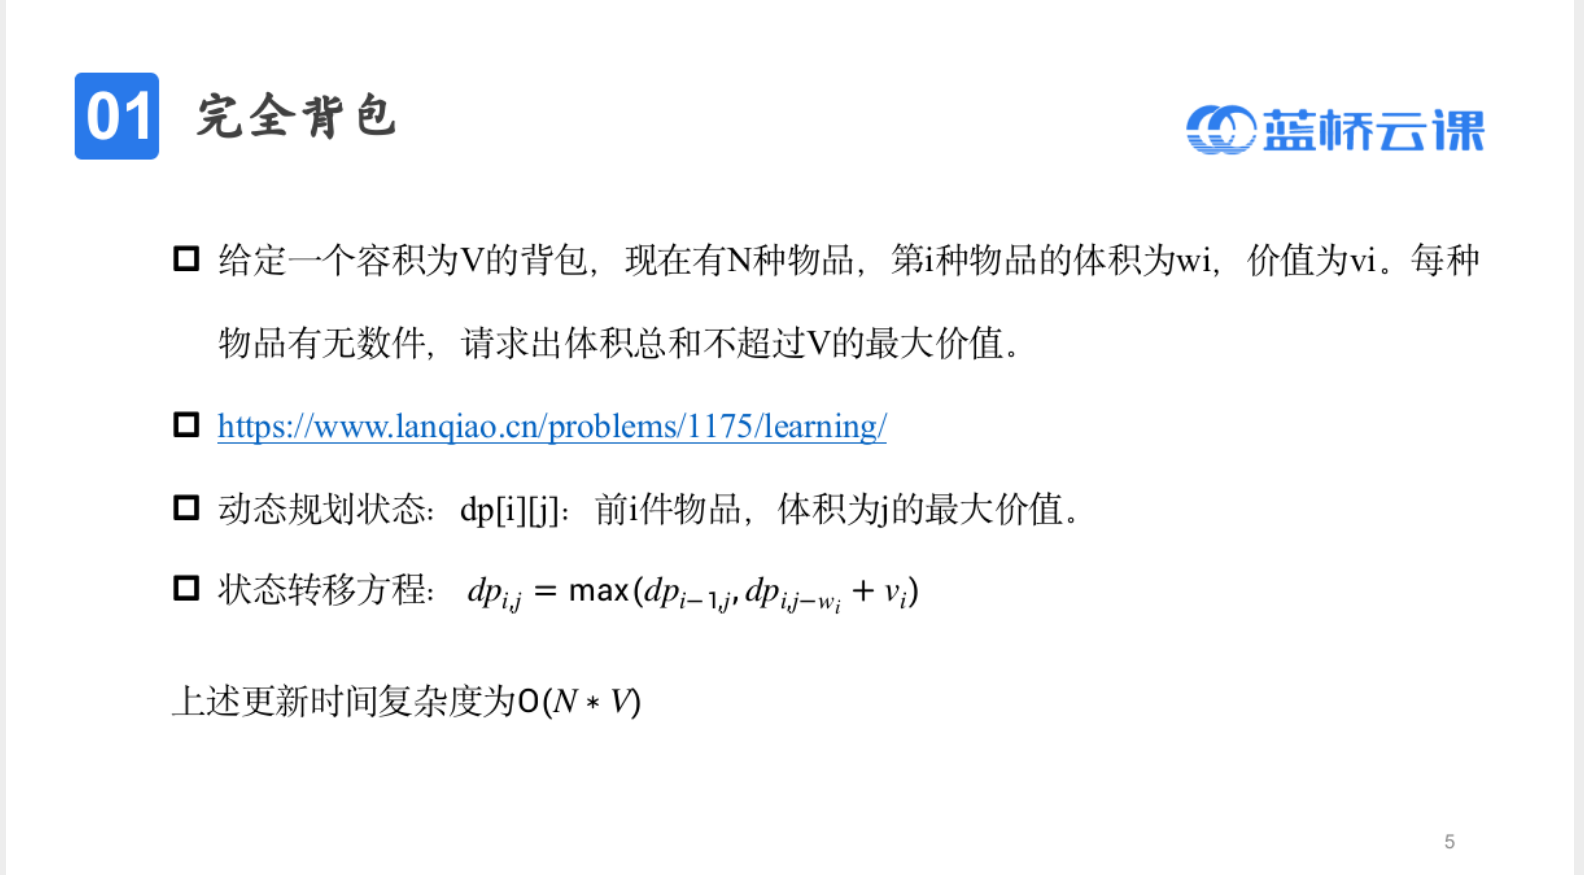 01 完全背包
蓝桥云课
给定一个容积为V的背包，现在有N种物品，第i种物品的体积为wi，价值为vi。每种
物品有无数件，请求出体积总和不超过V的最大价值。
https://www.lanqiao.cn/problems/1175/learning/
动态规划状态：dp[i][j]：前i件物品，体积为j的最大价值。
状态转移方程： dp_{i,j} = max(dp_{i-1,j}, dp_{i,j-w_i} + v_i)
上述更新时间复杂度为O(N * V)
5